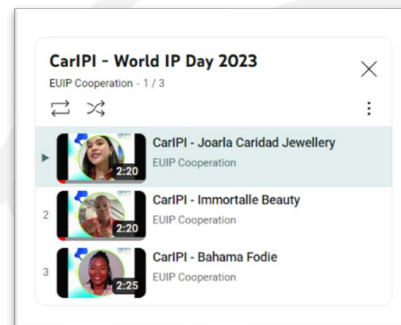 CarIPI - World IP Day 2023
EUIP Cooperation - 1 / 3
CarIPI - Joarla Caridad Jewellery
EUIP Cooperation
2:20
2
CarIPI - Immortalle Beauty
EUIP Cooperation
2:20
3
CarIPI - Bahama Fodie
EUIP Cooperation
2:25